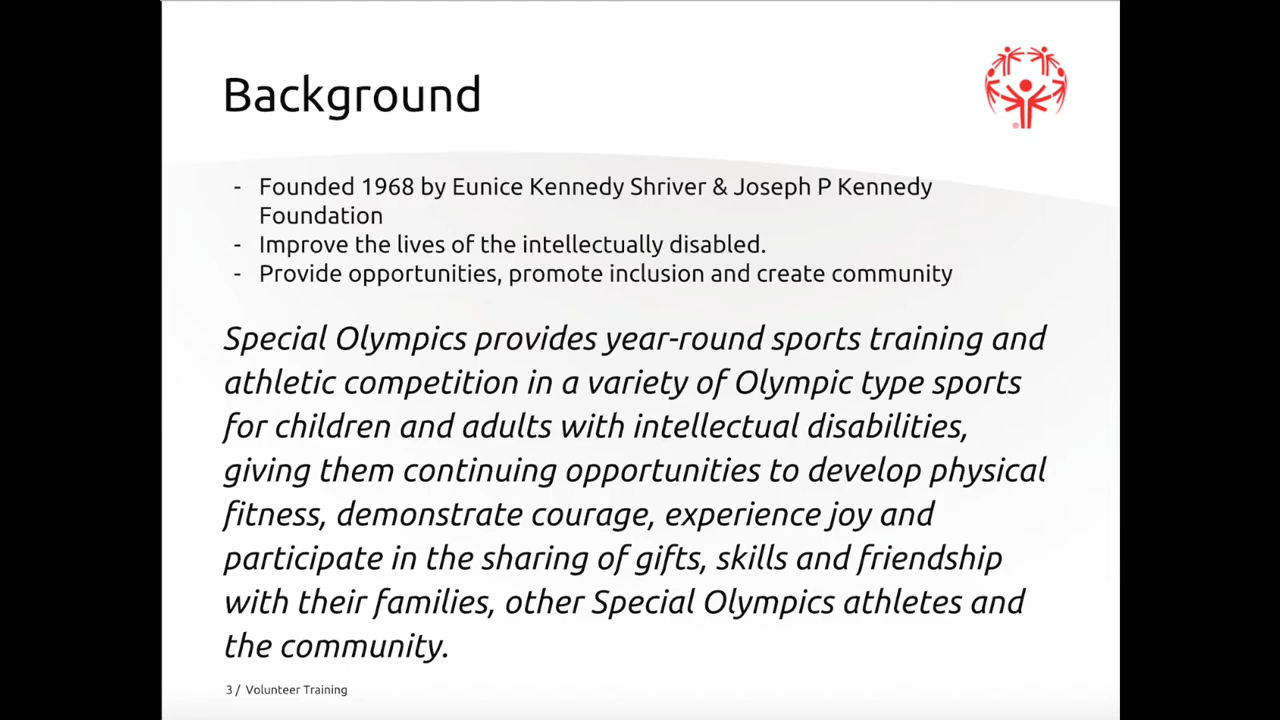 Background
- Founded 1968 by Eunice Kennedy Shriver & Joseph P Kennedy
Foundation
- Improve the lives of the intellectually disabled.
- Provide opportunities, promote inclusion and create community
Special Olympics provides year-round sports training and
athletic competition in a variety of Olympic type sports
for children and adults with intellectual disabilities,
giving them continuing opportunities to develop physical
fitness, demonstrate courage, experience joy and
participate in the sharing of gifts, skills and friendship
with their families, other Special Olympics athletes and
the community.
3 / Volunteer Training